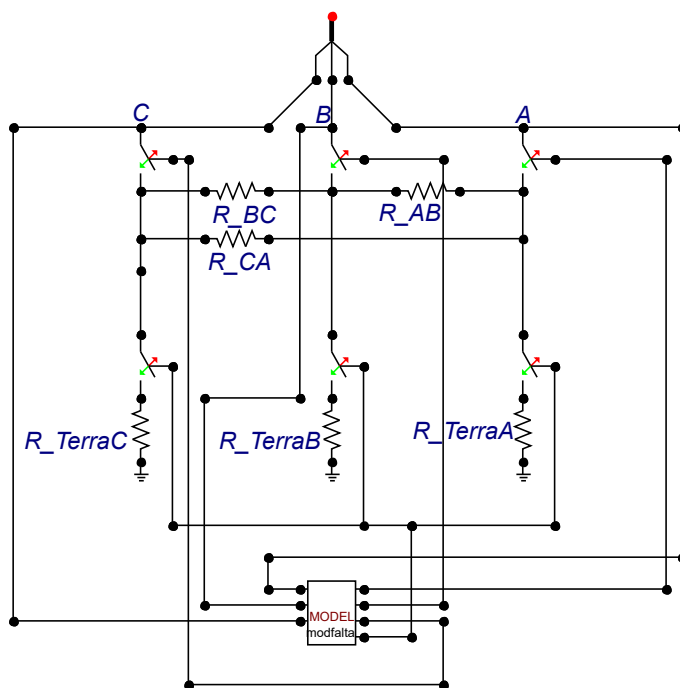 C
B
A
R_BC
R_AB
R_CA
R_TerraC
R_TerraB
R_TerraA
MODEL
modfalta